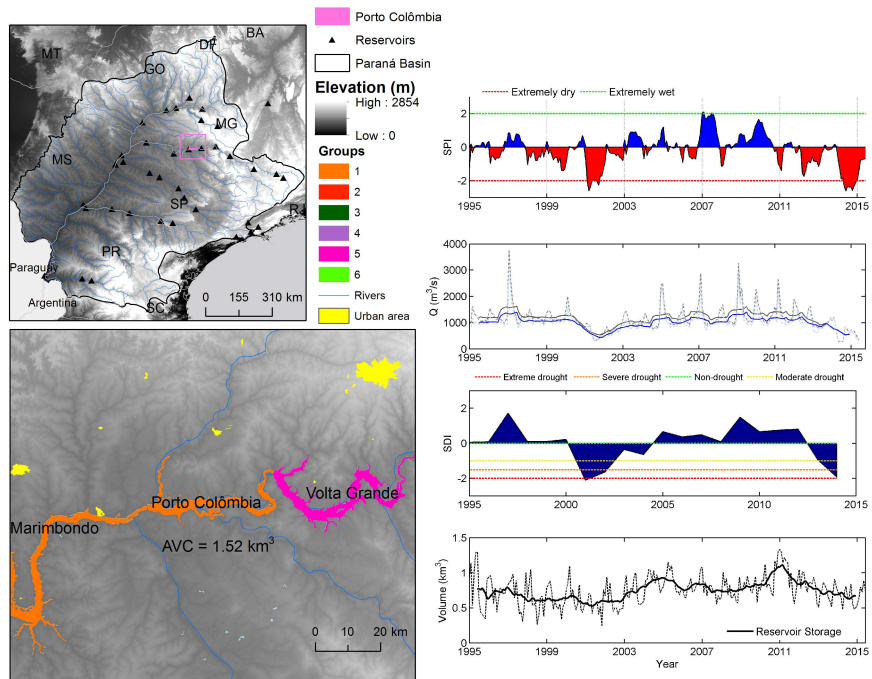 MT
DF
BA
GO
MG
MS
SP
R
PR
Paraguay
Argentina
SC
0 155 310 km
Porto Colômbia
Reservoirs
Paraná Basin
Elevation (m)
High : 2854
Low : 0
Groups
1
2
3
4
5
6
Rivers
Urban area
Marimbondo
Porto Colômbia
Volta Grande
AVC = 1.52 km³
0 10 20 km
Extremely dry Extremely wet
SPI
2
0
-2
1995 1999 2003 2007 2011 2015
Q (m³/s)
4000
3000
2000
1000
0
1995 1999 2003 2007 2011 2015
Extreme drought Severe drought Non-drought Moderate drought
SDI
2
0
-2
1995 2000 2005 2010 2015
Volume (km³)
1.5
1
0.5
0
Reservoir Storage
1995 1999 2003 2007 2011 2015
Year